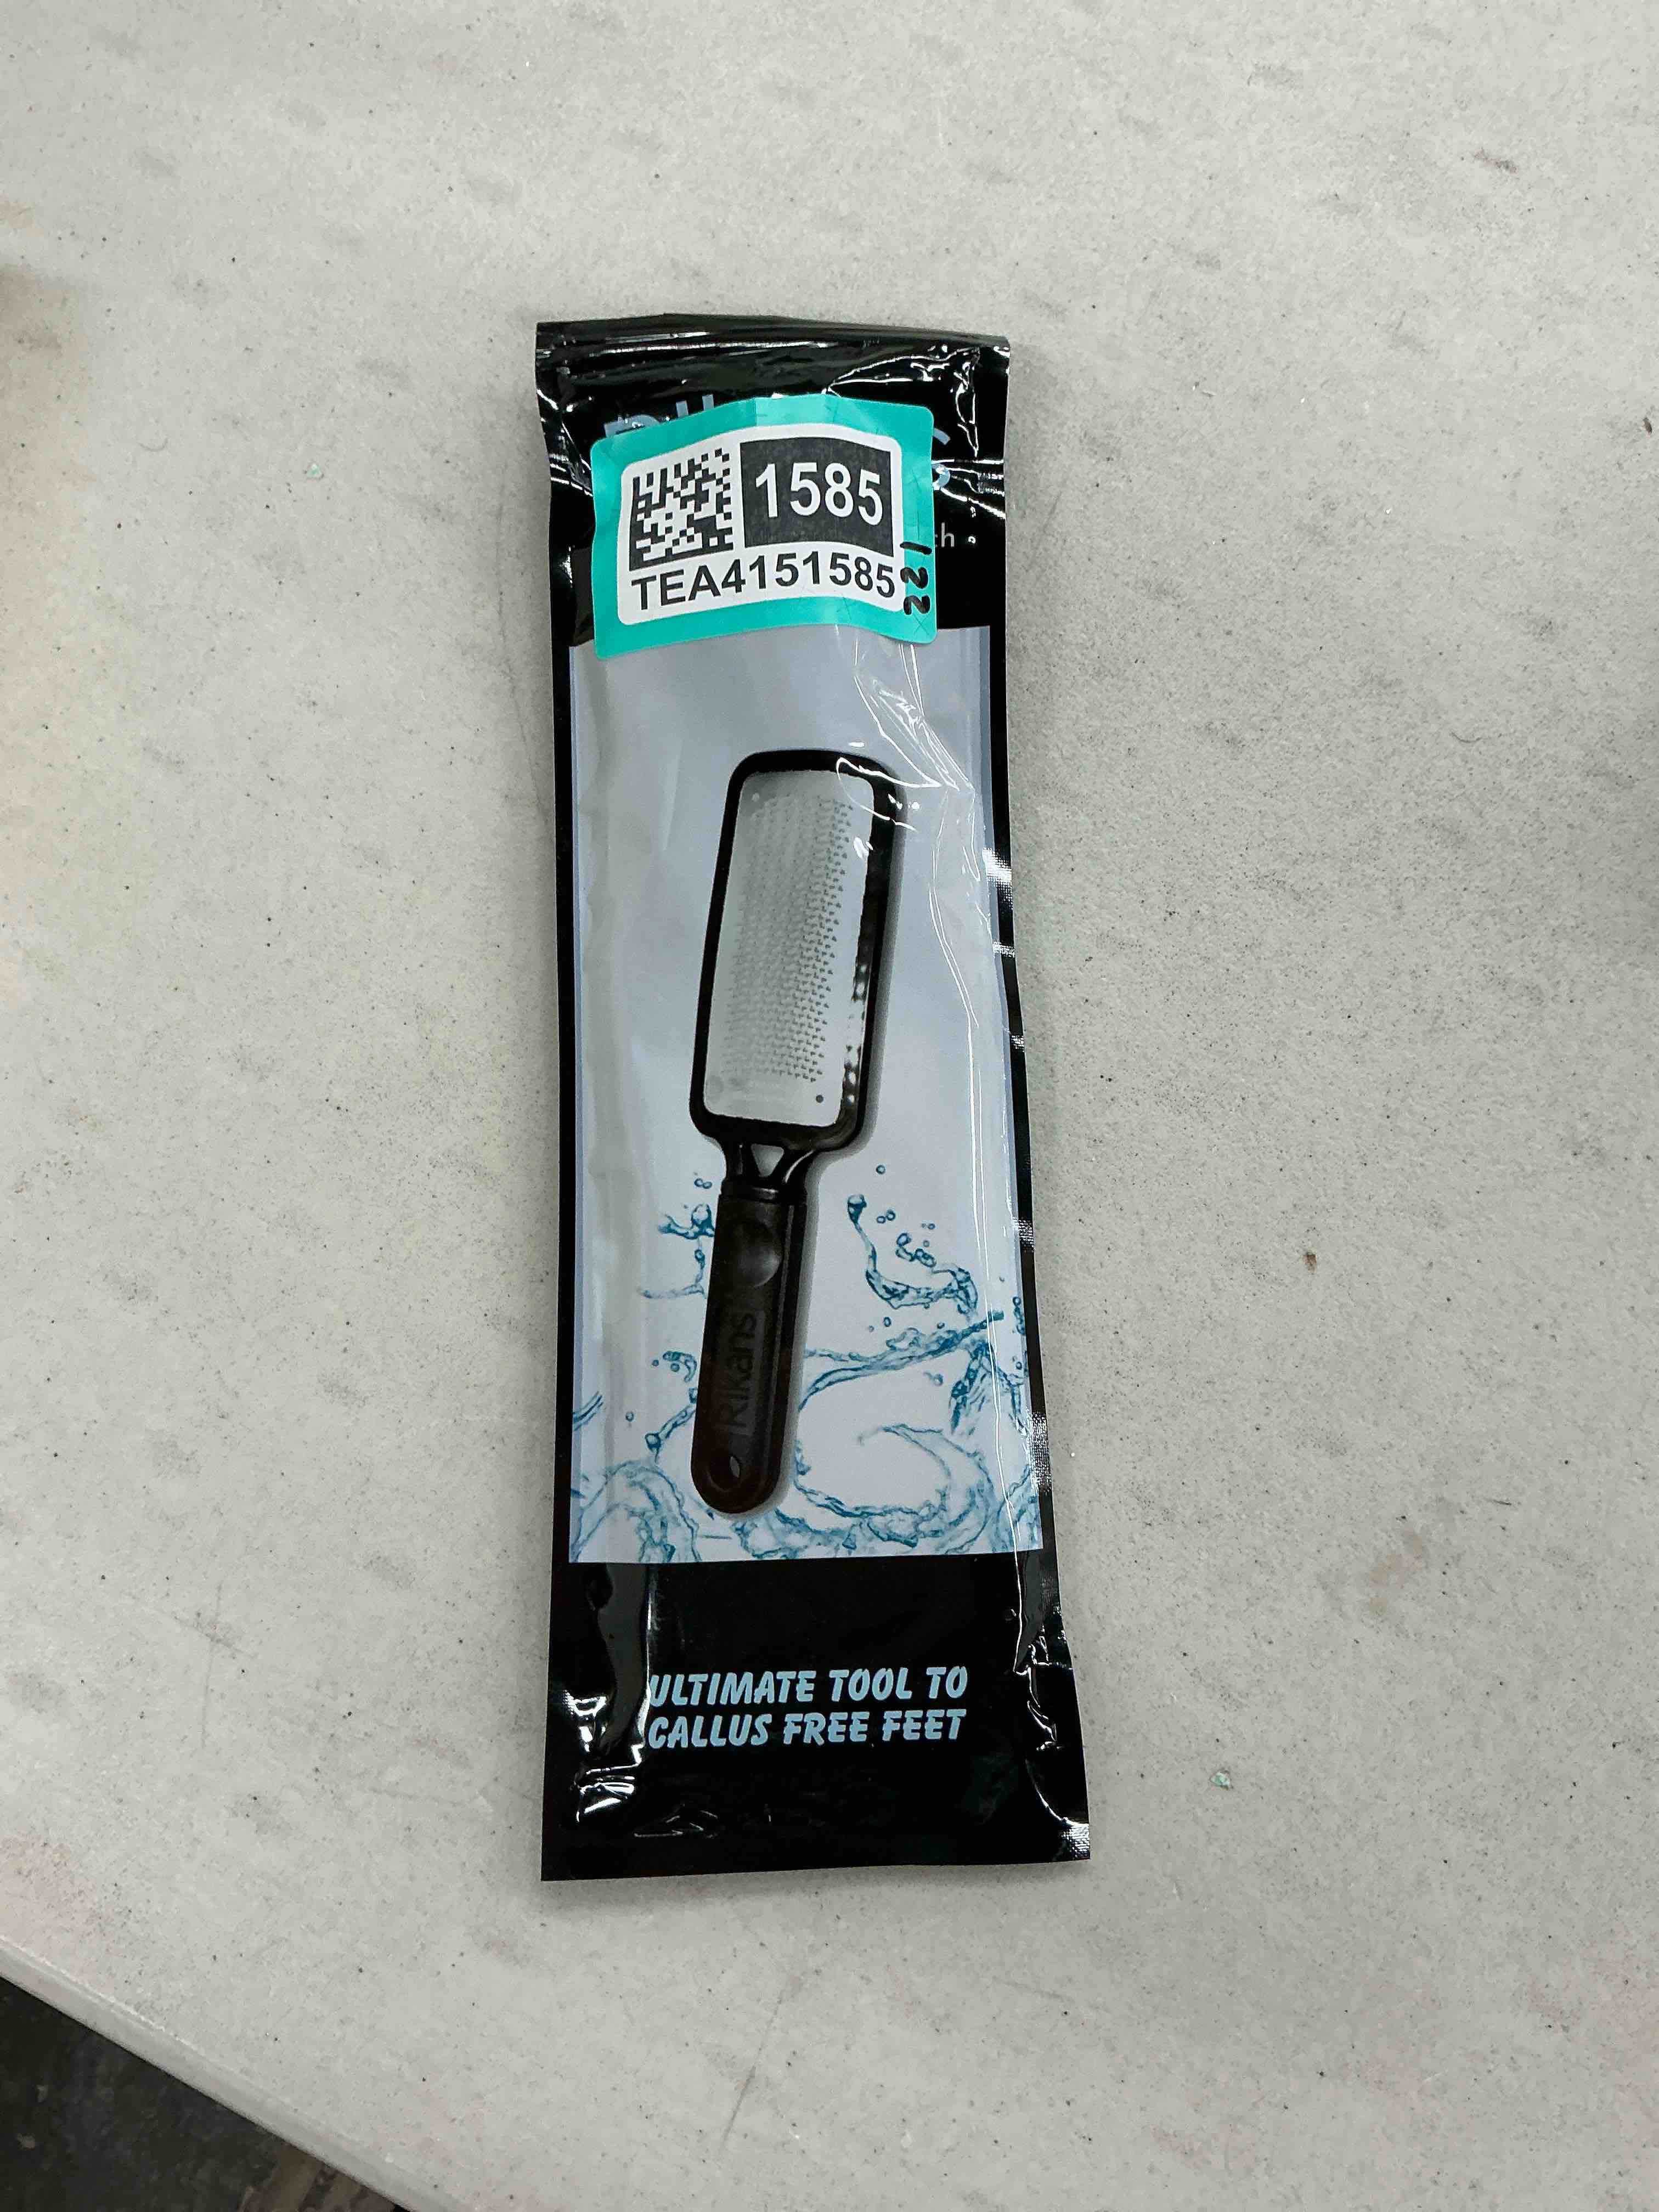 1585
TEA4151585
221
Rikans
ULTIMATE TOOL TO
CALLUS FREE FEET